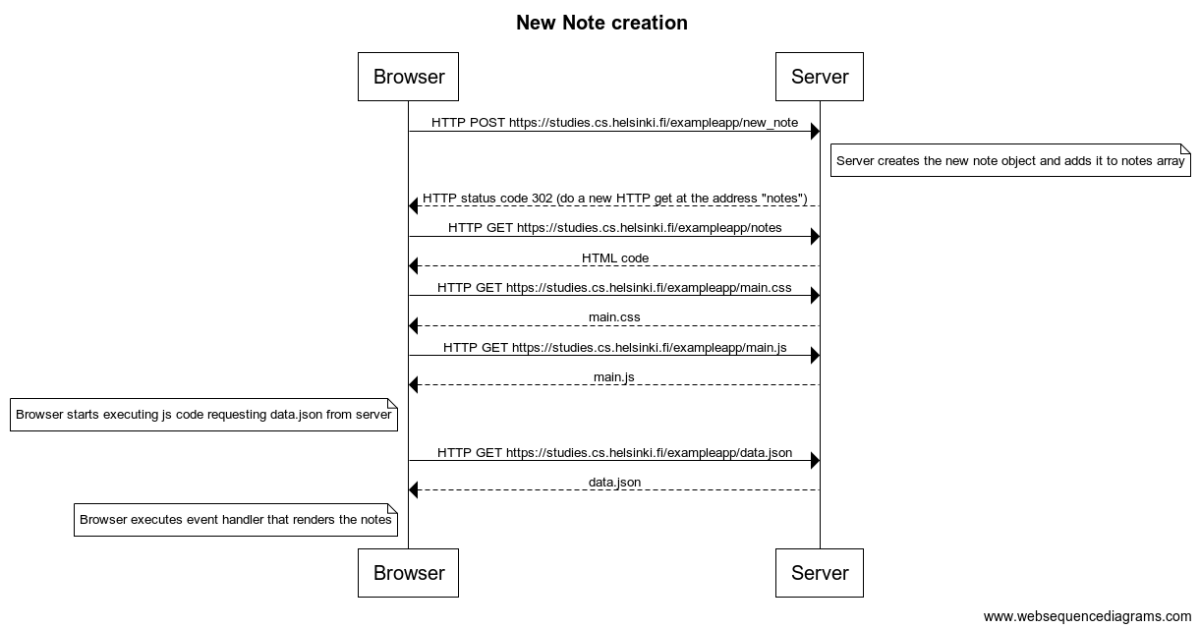 New Note creation
Browser
Server
HTTP POST https://studies.cs.helsinki.fi/exampleapp/new_note
Server creates the new note object and adds it to notes array
HTTP status code 302 (do a new HTTP get at the address "notes")
HTTP GET https://studies.cs.helsinki.fi/exampleapp/notes
HTML code
HTTP GET https://studies.cs.helsinki.fi/exampleapp/main.css
main.css
HTTP GET https://studies.cs.helsinki.fi/exampleapp/main.js
main.js
Browser starts executing js code requesting data.json from server
HTTP GET https://studies.cs.helsinki.fi/exampleapp/data.json
data.json
Browser executes event handler that renders the notes
Browser
Server
www.websequencediagrams.com